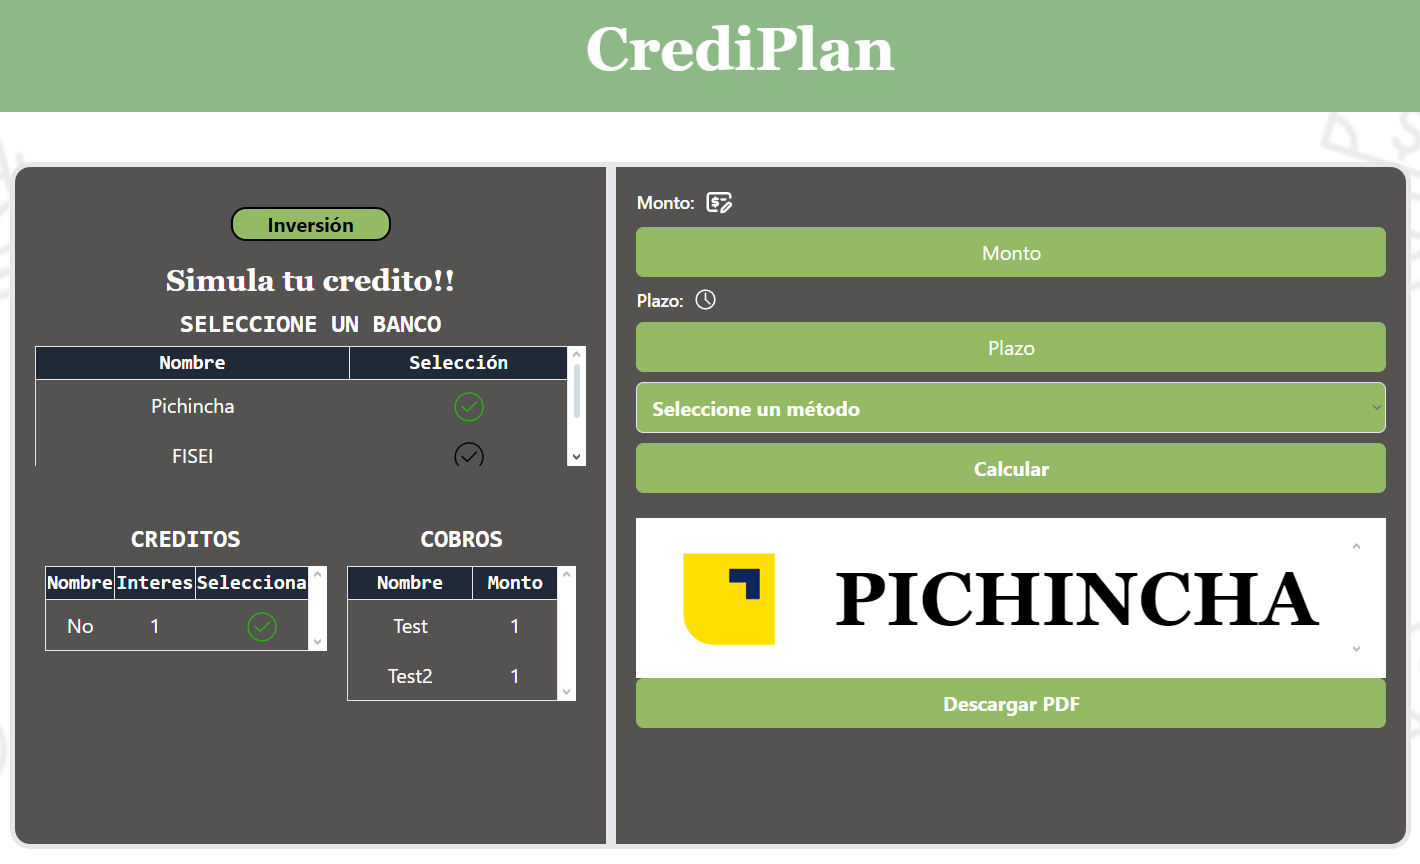 CrediPlan
Inversión
Simula tu credito!!
SELECCIONE UN BANCO
Nombre Selección
Pichincha
FISEI
CREDITOS
Nombre Interes Selecciona
No 1
COBROS
Nombre Monto
Test 1
Test2 1
Monto:
Monto
Plazo:
Plazo
Seleccione un método
Calcular
PICHINCHA
Descargar PDF